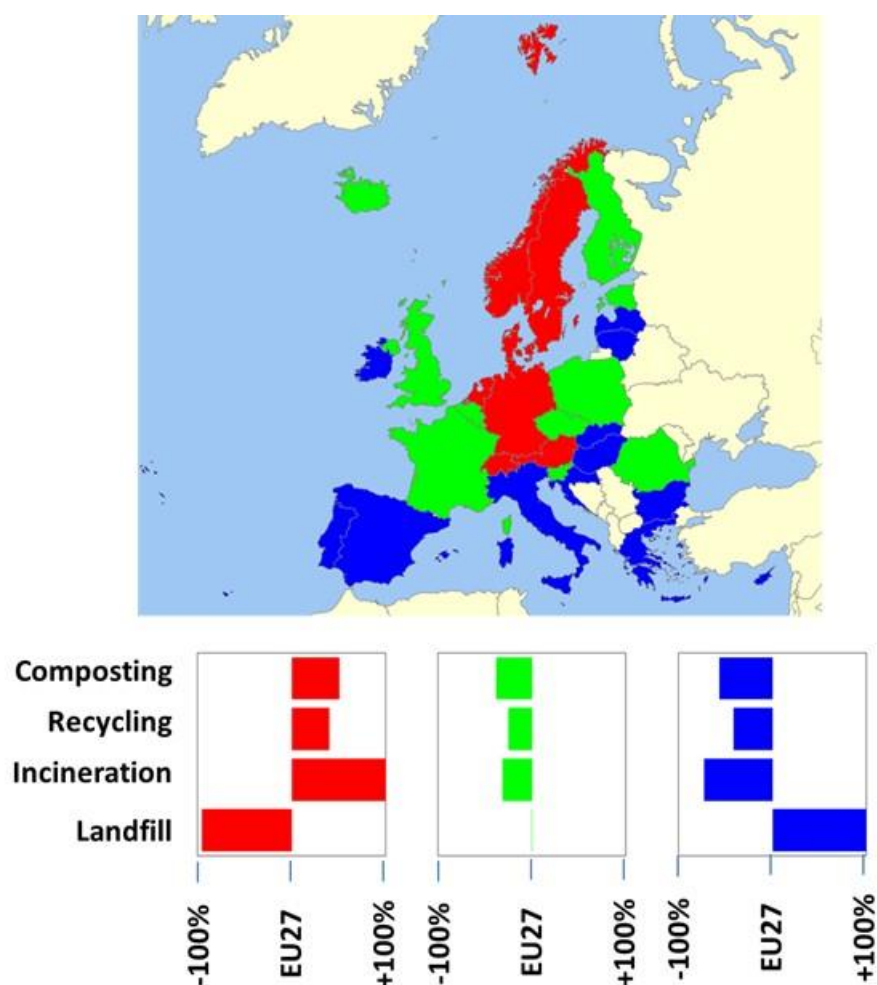 Composting
Recycling
Incineration
Landfill
-100%
EU27
+100%
-100%
EU27
+100%
-100%
EU27
+100%